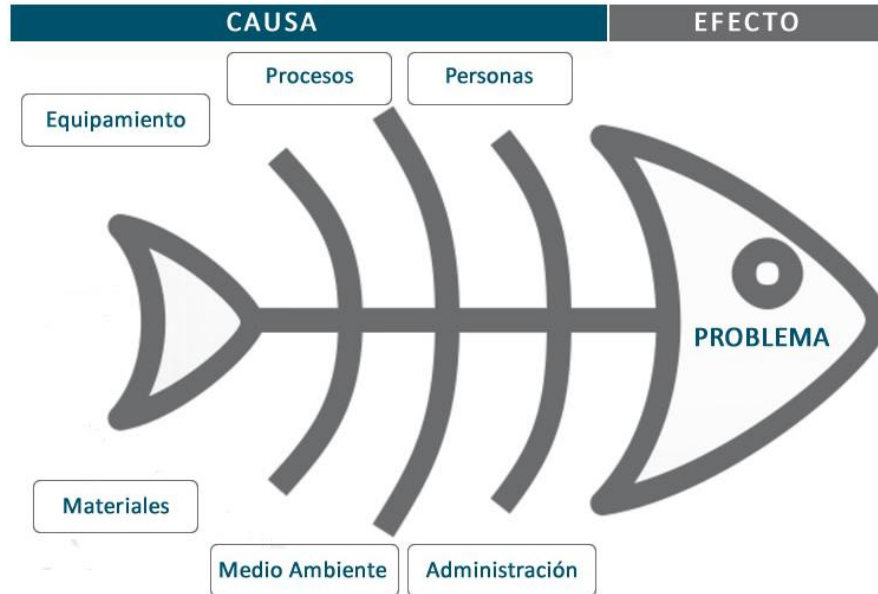 CAUSA
EFECTO
Procesos
Personas
Equipamiento
PROBLEMA
Materiales
Medio Ambiente
Administración